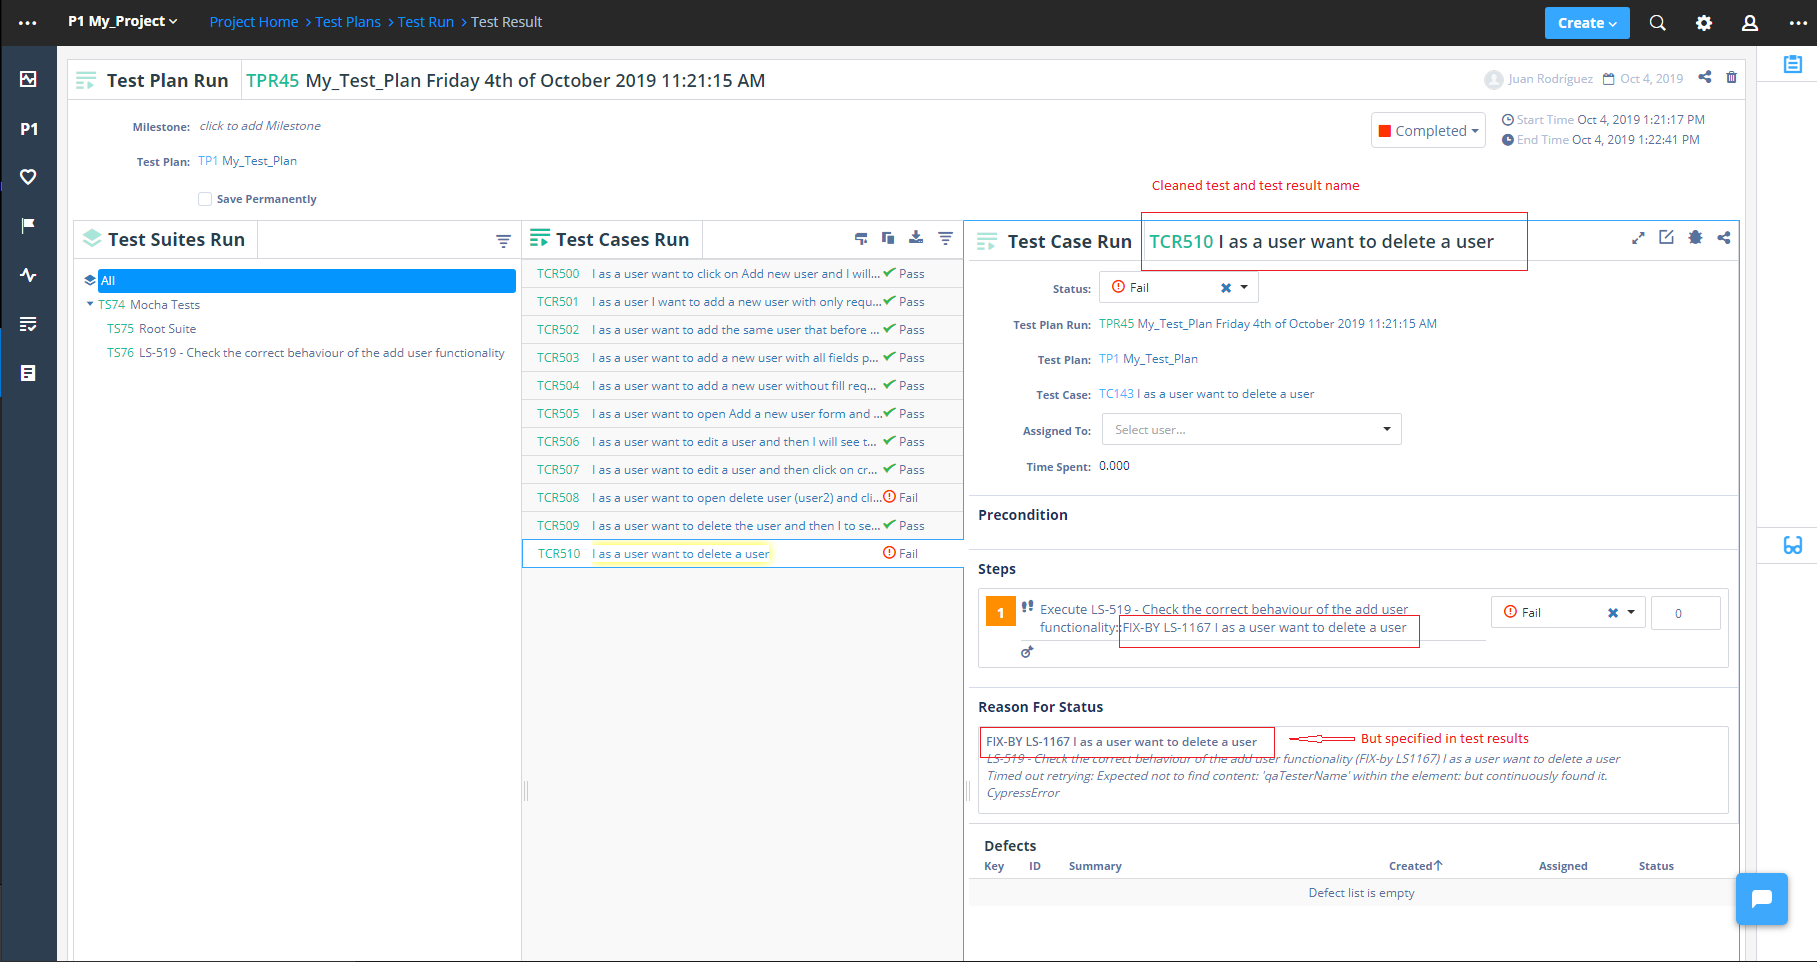 P1 My_Project
Project Home > Test Plans > Test Run > Test Result
Create
P1
Test Plan Run
TPR45 My_Test_Plan Friday 4th of October 2019 11:21:15 AM
Juan Rodríguez
Oct 4, 2019
Milestone: click to add Milestone
Completed
Start Time Oct 4, 2019 1:21:17 PM
End Time Oct 4, 2019 1:22:41 PM
Test Plan: TP1 My_Test_Plan
Save Permanently
Cleaned test and test result name
Test Suites Run
All
TS74 Mocha Tests
TS75 Root Suite
TS76 LS-519 - Check the correct behaviour of the add user functionality
Test Cases Run
TCR500 I as a user want to click on Add new user and I will... Pass
TCR501 I as a user I want to add a new user with only requ... Pass
TCR502 I as a user want to add the same user that before ... Pass
TCR503 I as a user want to add a new user with all fields p... Pass
TCR504 I as a user want to add a new user without fill req... Pass
TCR505 I as a user want to open Add a new user form and ... Pass
TCR506 I as a user want to edit a user and then I will see t... Pass
TCR507 I as a user want to edit a user and then click on cr... Pass
TCR508 I as a user want to open delete user (user2) and cli... Fail
TCR509 I as a user want to delete the user and then I to se... Pass
TCR510 I as a user want to delete a user Fail
Test Case Run
TCR510 I as a user want to delete a user
Status: Fail
Test Plan Run: TPR45 My_Test_Plan Friday 4th of October 2019 11:21:15 AM
Test Plan: TP1 My_Test_Plan
Test Case: TC143 I as a user want to delete a user
Assigned To: Select user...
Time Spent: 0.000
Precondition
Steps
1 Execute LS-519 - Check the correct behaviour of the add user
functionality::FIX-BY LS-1167 I as a user want to delete a user
Fail
0
Reason For Status
FIX-BY LS-1167 I as a user want to delete a user
But specified in test results
LS-519 - Check the correct behaviour of the add user functionality (FIX-by LS1167) I as a user want to delete a user
Timed out retrying: Expected not to find content: 'qaTesterName' within the element: but continuously found it.
CypressError
Defects
Key ID Summary Created Assigned Status
Defect list is empty